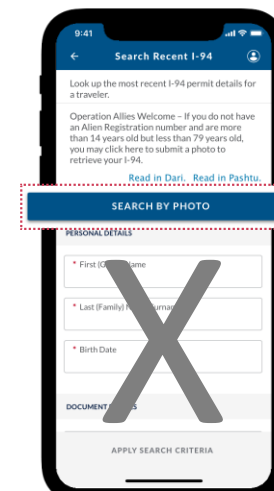 9:41
Search Recent I-94
Look up the most recent I-94 permit details for
a traveler.
Operation Allies Welcome – If you do not have
an Alien Registration number and are more
than 14 years old but less than 79 years old,
you may click here to submit a photo to
retrieve your I-94.
Read in Dari. Read in Pashtu.
SEARCH BY PHOTO
PERSONAL DETAILS
* First Name
* Last (Family)
* Birth Date
DOCUMENT
APPLY SEARCH CRITERIA
X